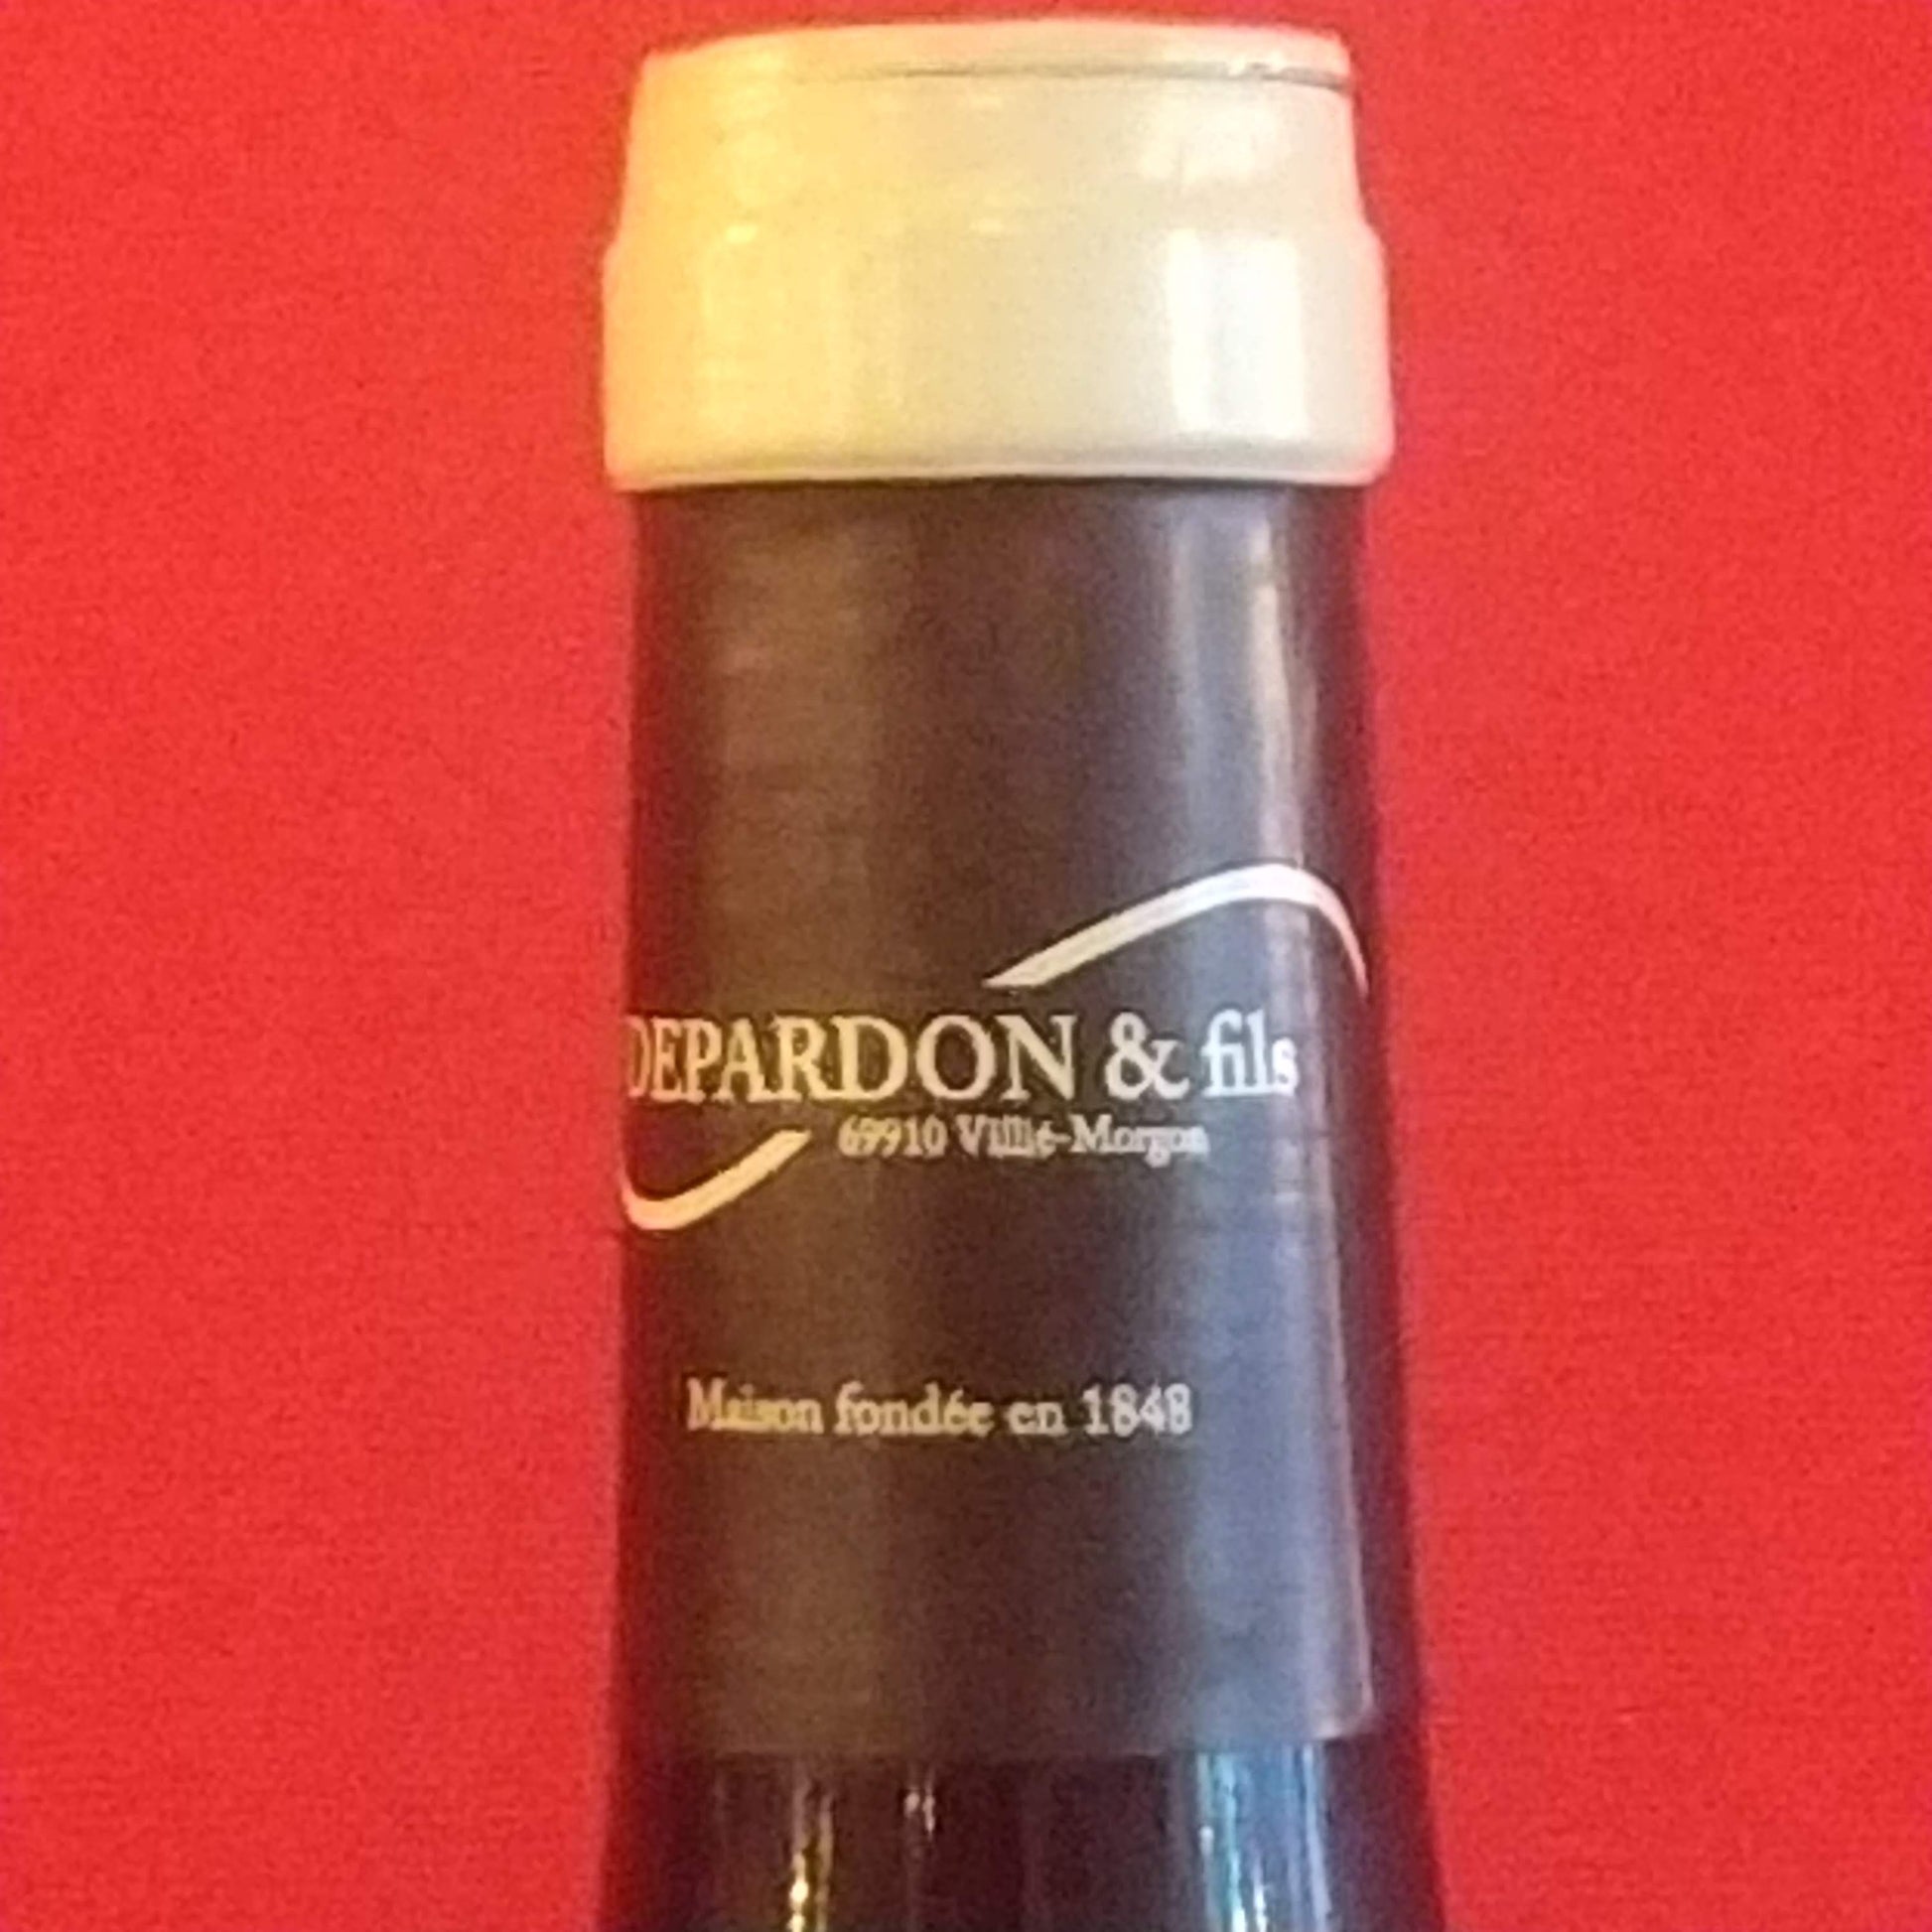 DEPARDON & fils
69910 Villié-Morgon
Maison fondée en 1848